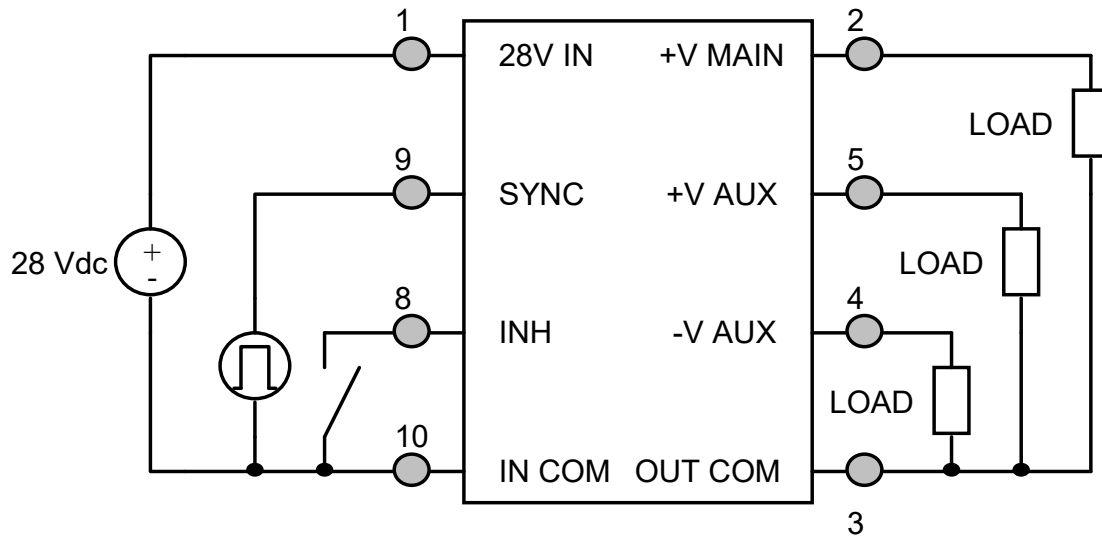 1
2
28V IN
+V MAIN
LOAD
9
5
SYNC
+V AUX
28 Vdc
+
-
LOAD
8
4
INH
-V AUX
LOAD
10
IN COM
OUT COM
3